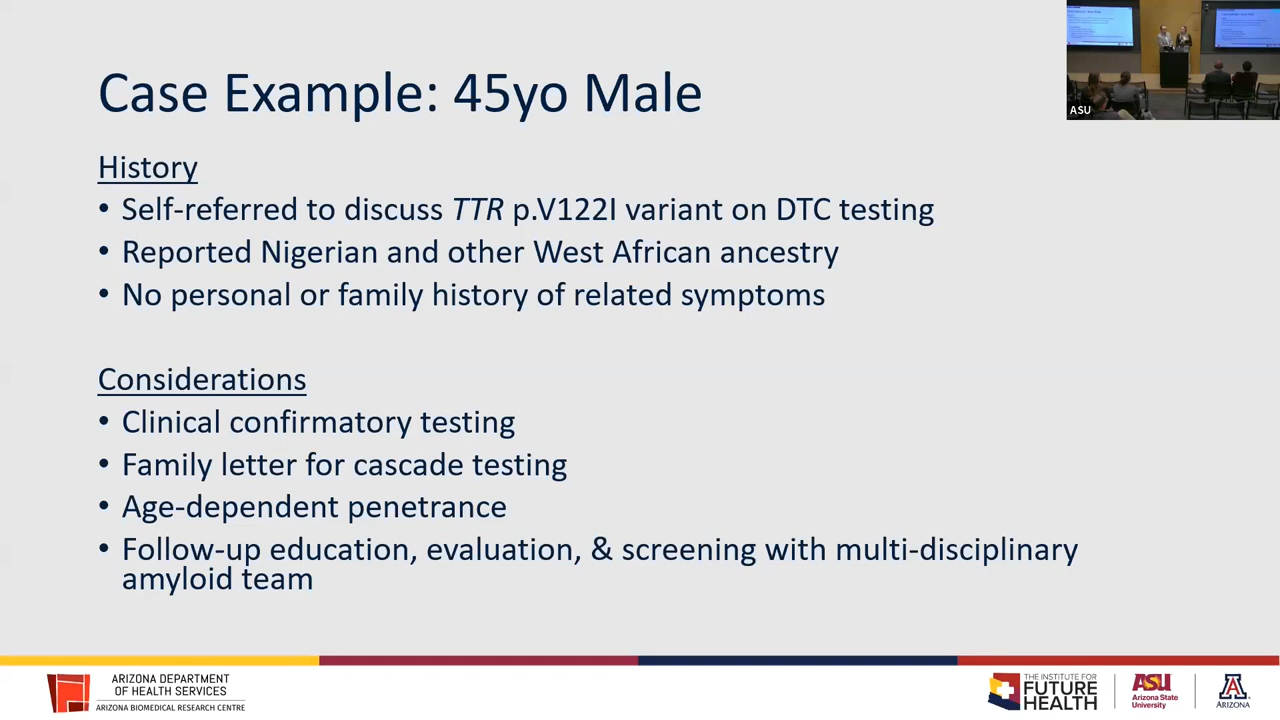 ASU
Case Example: 45yo Male
History
• Self-referred to discuss TTR p.V122I variant on DTC testing
• Reported Nigerian and other West African ancestry
• No personal or family history of related symptoms
Considerations
• Clinical confirmatory testing
• Family letter for cascade testing
• Age-dependent penetrance
• Follow-up education, evaluation, & screening with multi-disciplinary
amyloid team
ARIZONA DEPARTMENT
OF HEALTH SERVICES
ARIZONA BIOMEDICAL RESEARCH CENTRE
THE INSTITUTE FOR
FUTURE
HEALTH
ASU
Arizona State
University
A
ARIZONA